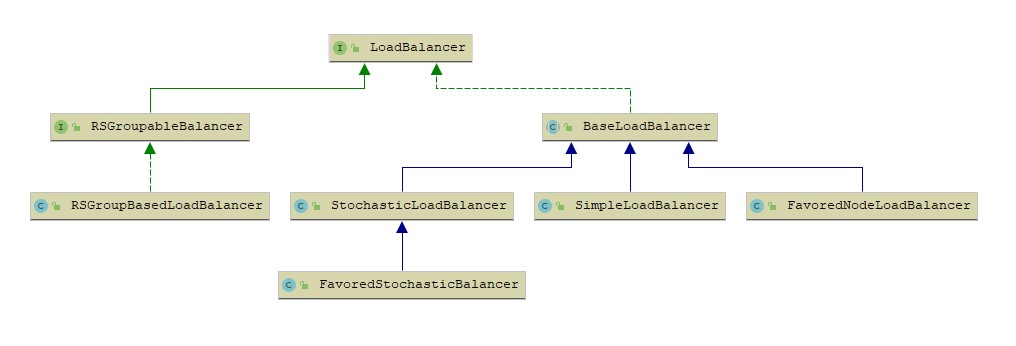 I LoadBalancer
I RSGroupableBalancer
C BaseLoadBalancer
C RSGroupBasedLoadBalancer
C StochasticLoadBalancer
C SimpleLoadBalancer
C FavoredNodeLoadBalancer
C FavoredStochasticBalancer